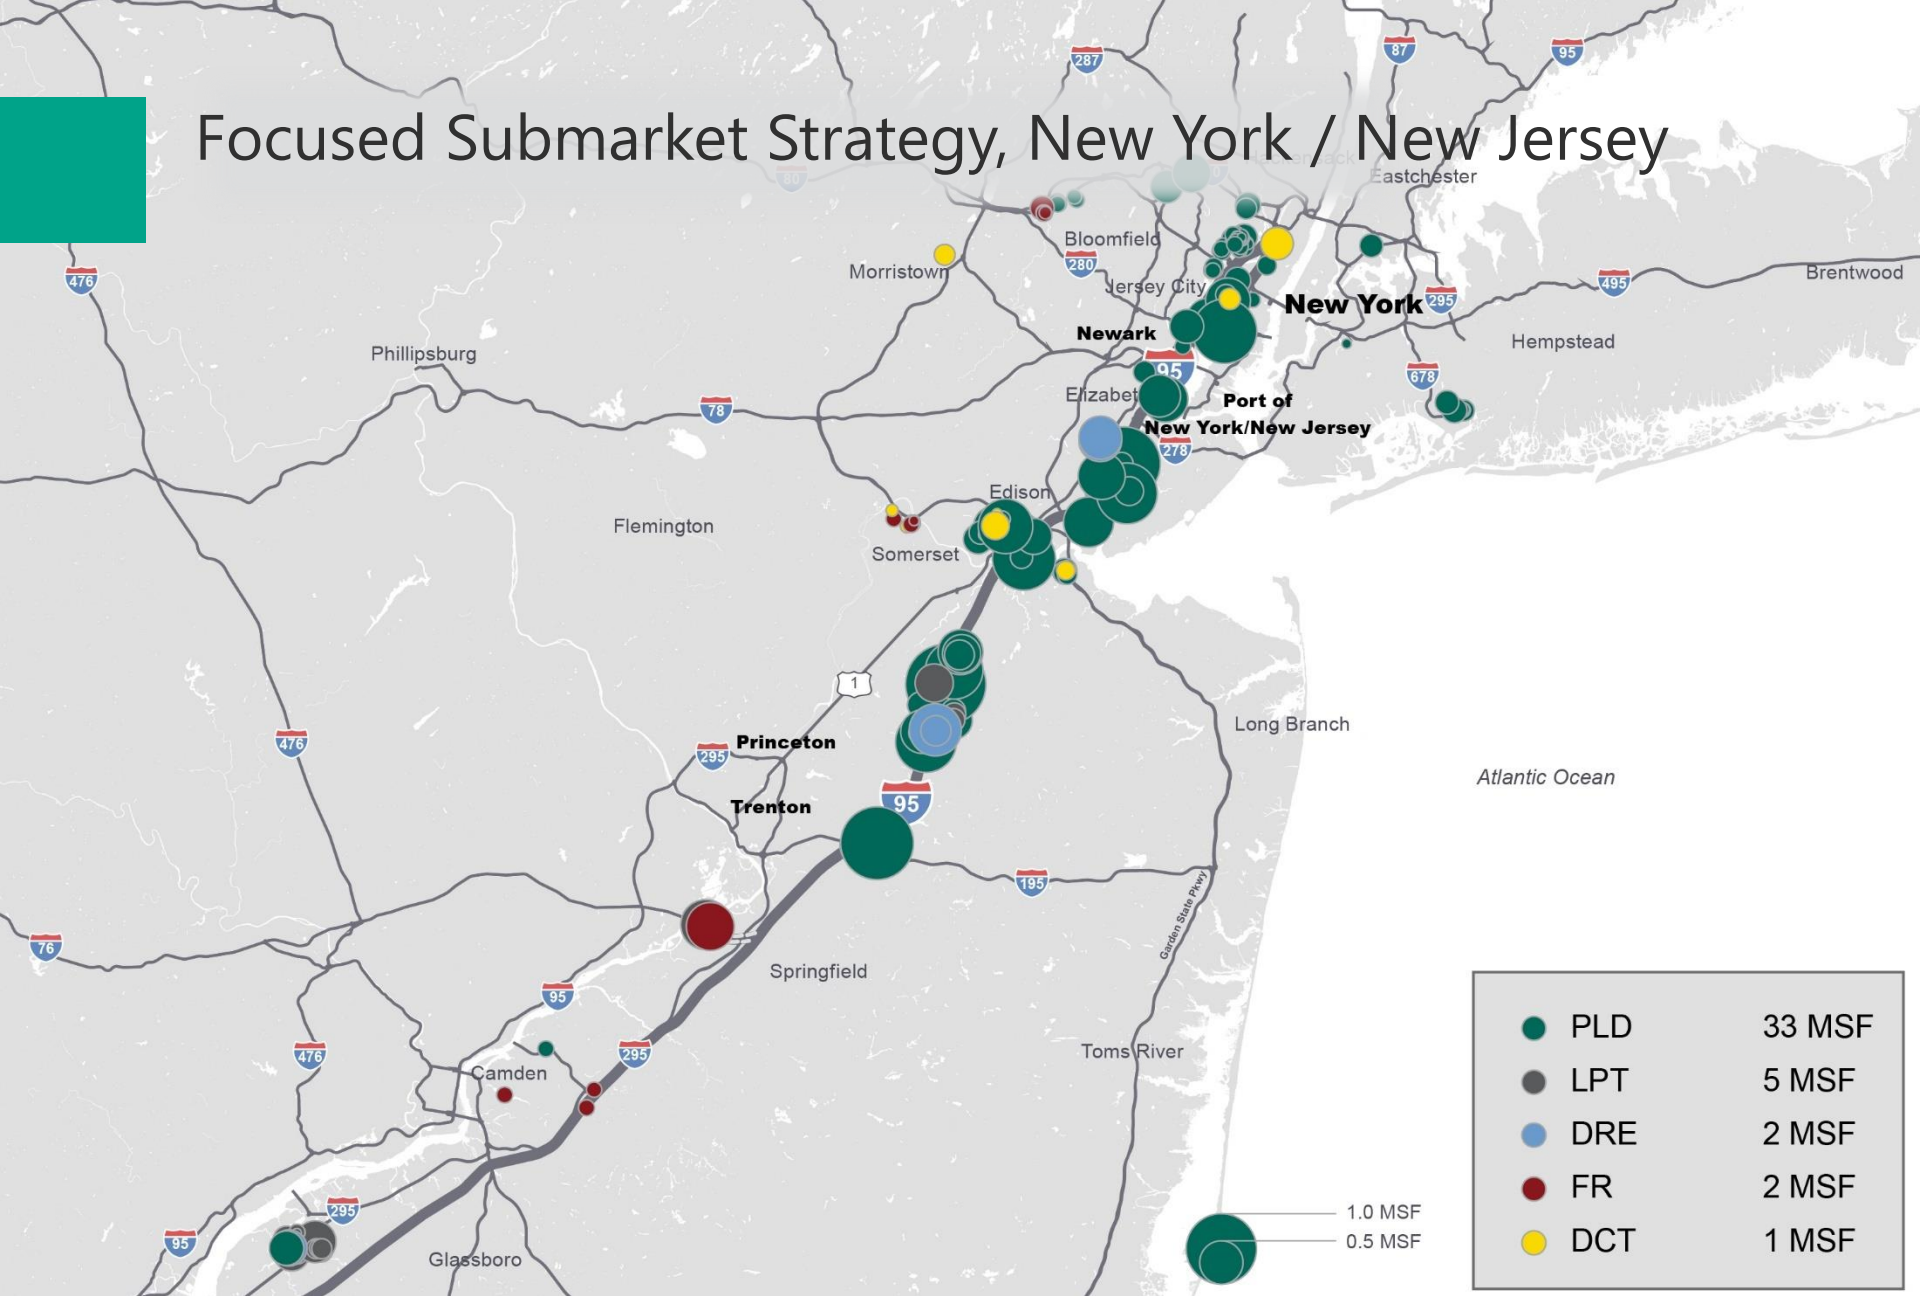 Focused Submarket Strategy, New York / New Jersey
287
87
95
80
Hackensack
Eastchester
Bloomfield
280
Morristown
476
Jersey City
New York
295
495
Brentwood
Newark
Hempstead
Phillipsburg
95
678
78
Elizabet
Port of
New York/New Jersey
278
Edison
Flemington
Somerset
1
Long Branch
476
295
Princeton
Atlantic Ocean
95
Trenton
195
Garden State Pkwy
76
Springfield
95
476
295
Toms River
Camden
295
95
Glassboro
1.0 MSF
0.5 MSF
PLD 33 MSF
LPT 5 MSF
DRE 2 MSF
FR 2 MSF
DCT 1 MSF